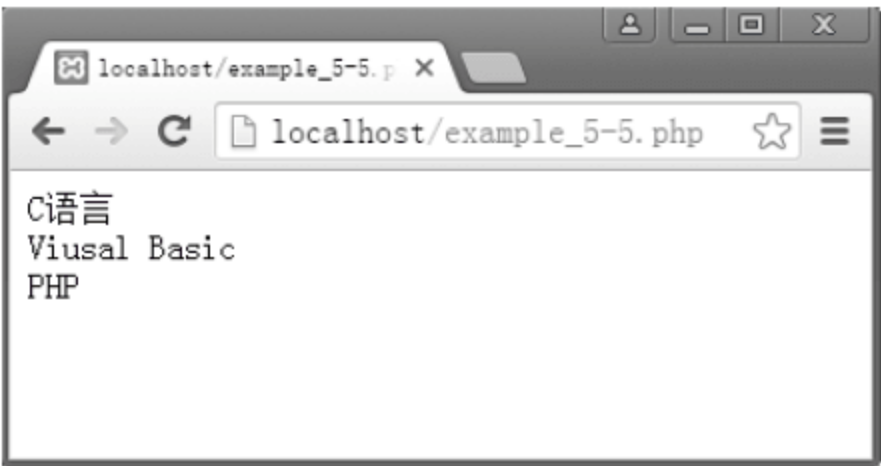 localhost/example_5-5.p
localhost/example_5-5.php
C语言
Viusal Basic
PHP